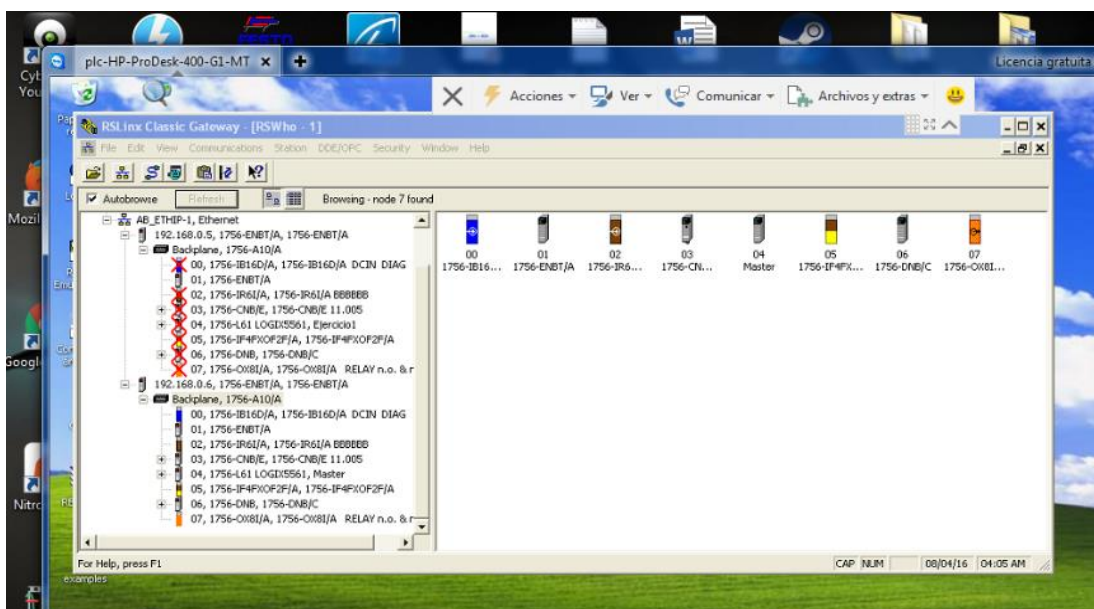 FESTO
Cyb
You
plc-HP-ProDesk-400-G1-MT
Licencia gratuita
Acciones
Ver
Comunicar
Archivos y extras
RSLinx Classic Gateway - [RSWho - 1]
File Edit View Communications Station DDE/OPC Security Window Help
Autobrowse Refresh Browsing - node 7 found
Mozil
Googl
Nitro
AB_ETHIP-1, Ethernet
192.168.0.5, 1756-ENBT/A, 1756-ENBT/A
Backplane, 1756-A10/A
00, 1756-IB16D/A, 1756-IB16D/A DCIN DIAG
01, 1756-ENBT/A
02, 1756-IR6I/A, 1756-IR6I/A BBBBBB
03, 1756-CNB/E, 1756-CNB/E 11.005
04, 1756-L61 LOGIX5561, Ejercicio1
05, 1756-IF4FXOF2F/A, 1756-IF4FXOF2F/A
06, 1756-DNB, 1756-DNB/C
07, 1756-OX8I/A, 1756-OX8I/A RELAY n.o. & r
192.168.0.6, 1756-ENBT/A, 1756-ENBT/A
Backplane, 1756-A10/A
00, 1756-IB16D/A, 1756-IB16D/A DCIN DIAG
01, 1756-ENBT/A
02, 1756-IR6I/A, 1756-IR6I/A BBBBBB
03, 1756-CNB/E, 1756-CNB/E 11.005
04, 1756-L61 LOGIX5561, Master
05, 1756-IF4FXOF2F/A, 1756-IF4FXOF2F/A
06, 1756-DNB, 1756-DNB/C
07, 1756-OX8I/A, 1756-OX8I/A RELAY n.o. & r
00 01 02 03 04 05 06 07
1756-IB16... 1756-ENBT/A 1756-IR6... 1756-CN... Master 1756-IF4FX... 1756-DNB/C 1756-OX8I...
For Help, press F1
CAP NUM 08/04/16 04:05 AM
examples